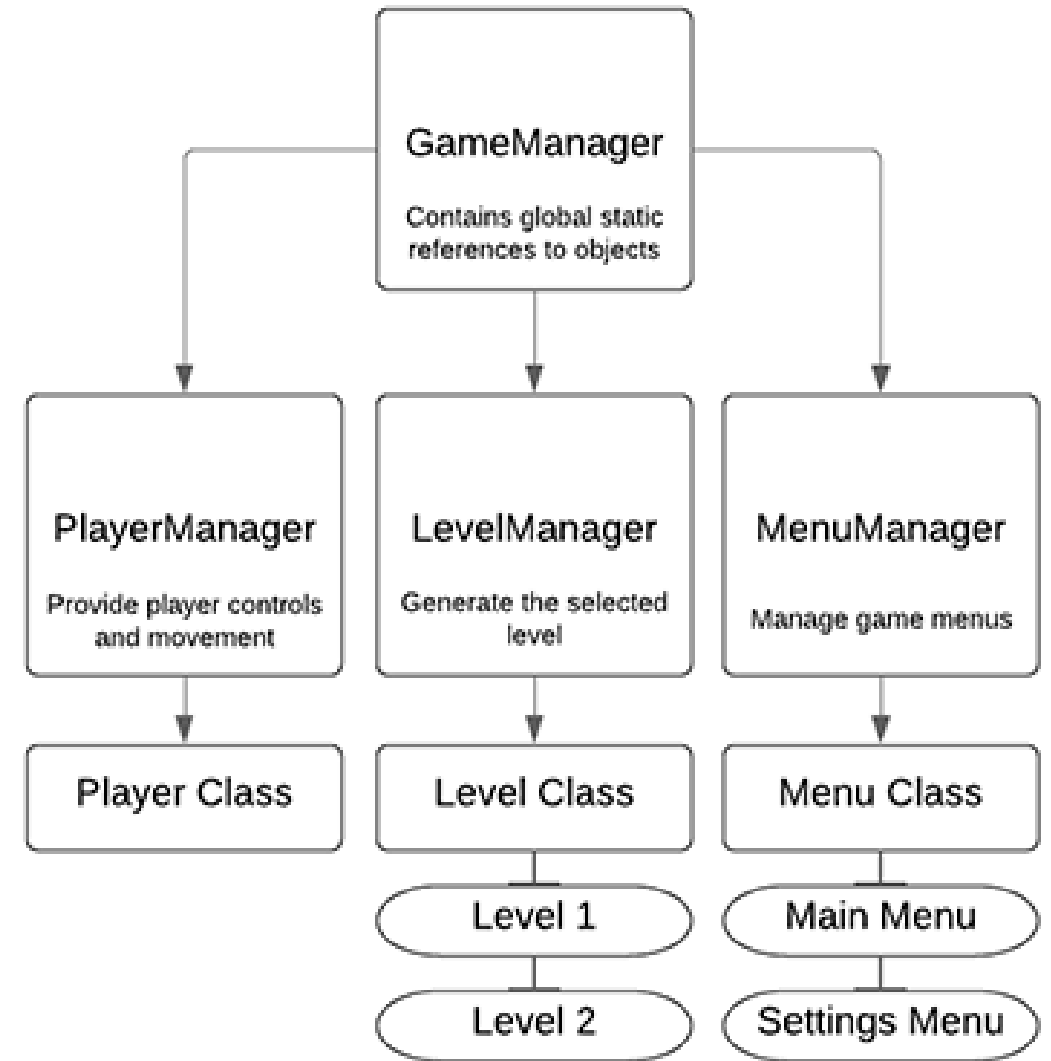 GameManager
Contains global static
references to objects
PlayerManager
Provide player controls
and movement
LevelManager
Generate the selected
level
MenuManager
Manage game menus
Player Class
Level Class
Menu Class
Level 1
Main Menu
Level 2
Settings Menu